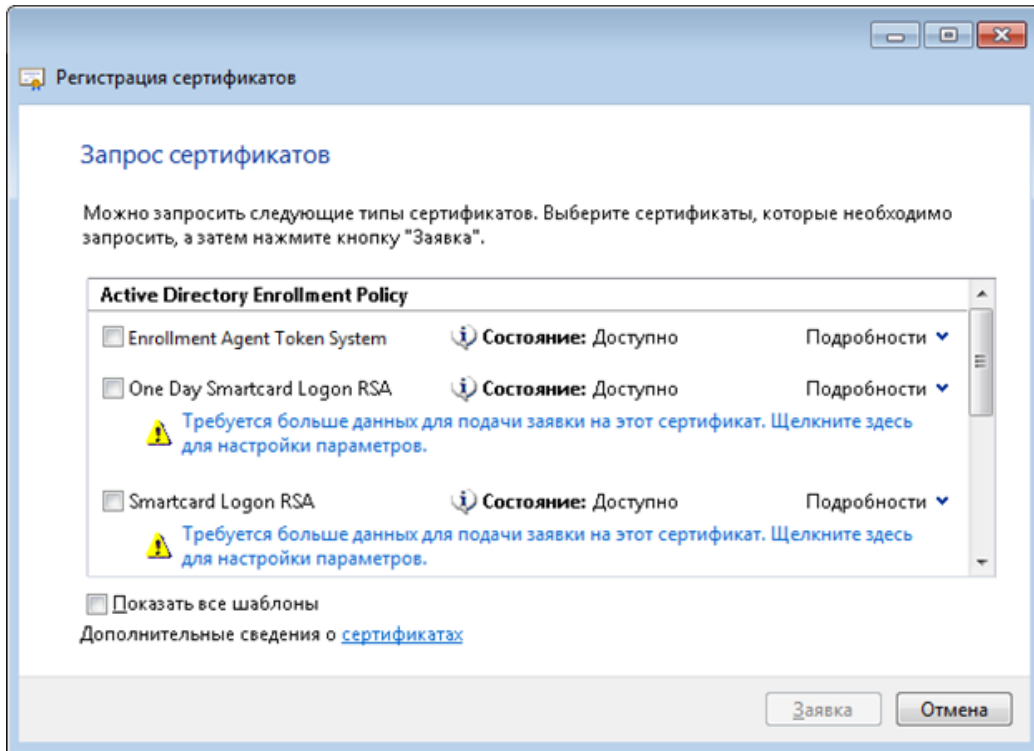 Регистрация сертификатов
Запрос сертификатов
Можно запросить следующие типы сертификатов. Выберите сертификаты, которые необходимо
запросить, а затем нажмите кнопку "Заявка".
Active Directory Enrollment Policy
Enrollment Agent Token System Состояние: Доступно Подробности
One Day Smartcard Logon RSA Состояние: Доступно Подробности
Требуется больше данных для подачи заявки на этот сертификат. Щелкните здесь
для настройки параметров.
Smartcard Logon RSA Состояние: Доступно Подробности
Требуется больше данных для подачи заявки на этот сертификат. Щелкните здесь
для настройки параметров.
Показать все шаблоны
Дополнительные сведения о сертификатах
Заявка Отмена